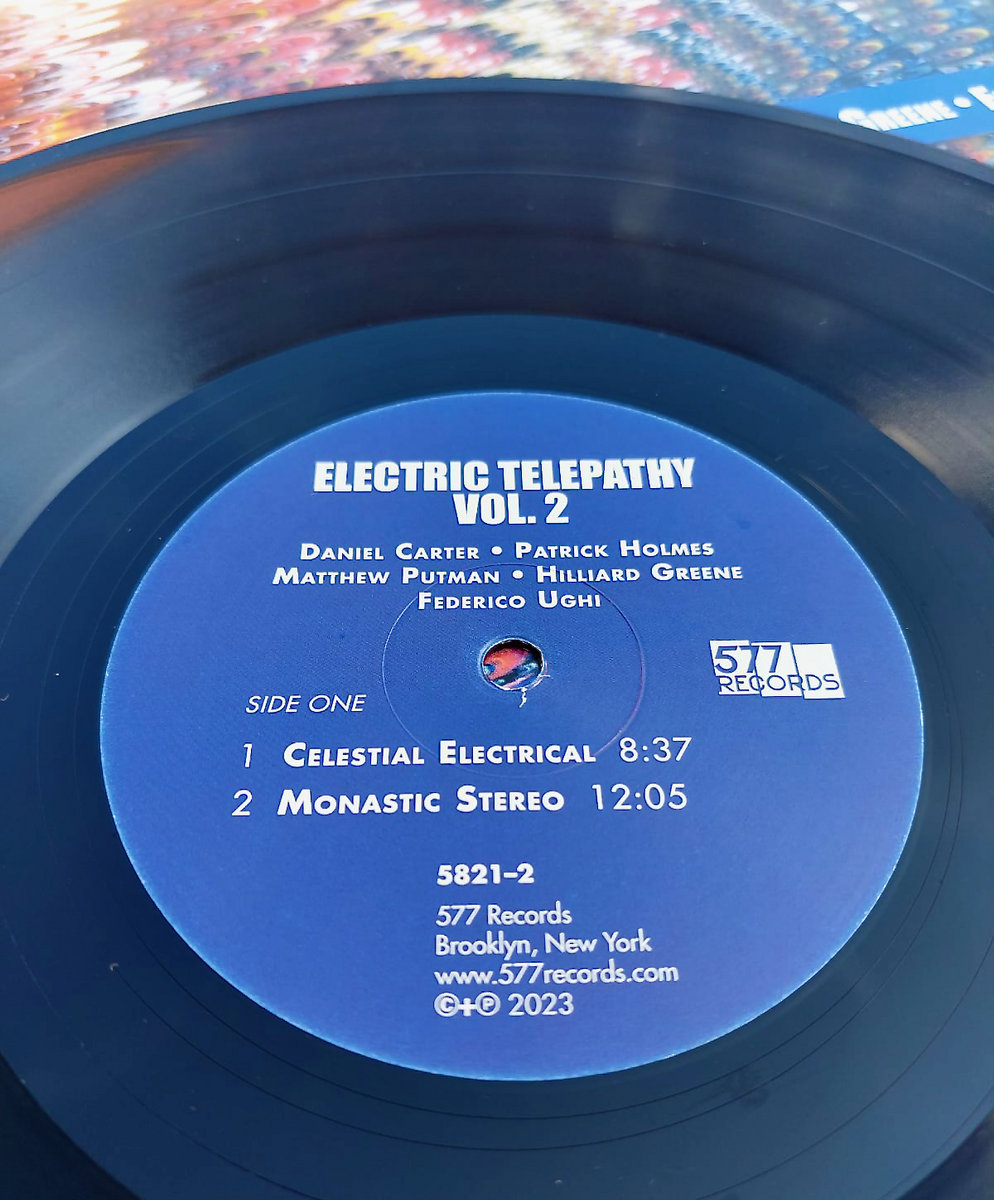 Greene •
ELECTRIC TELEPATHY
VOL. 2
Daniel Carter • Patrick Holmes
Matthew Putman • Hilliard Greene
Federico Ughi
577
RECORDS
SIDE ONE
1 Celestial Electrical 8:37
2 Monastic Stereo 12:05
5821–2
577 Records
Brooklyn, New York
www.577records.com
©+℗ 2023